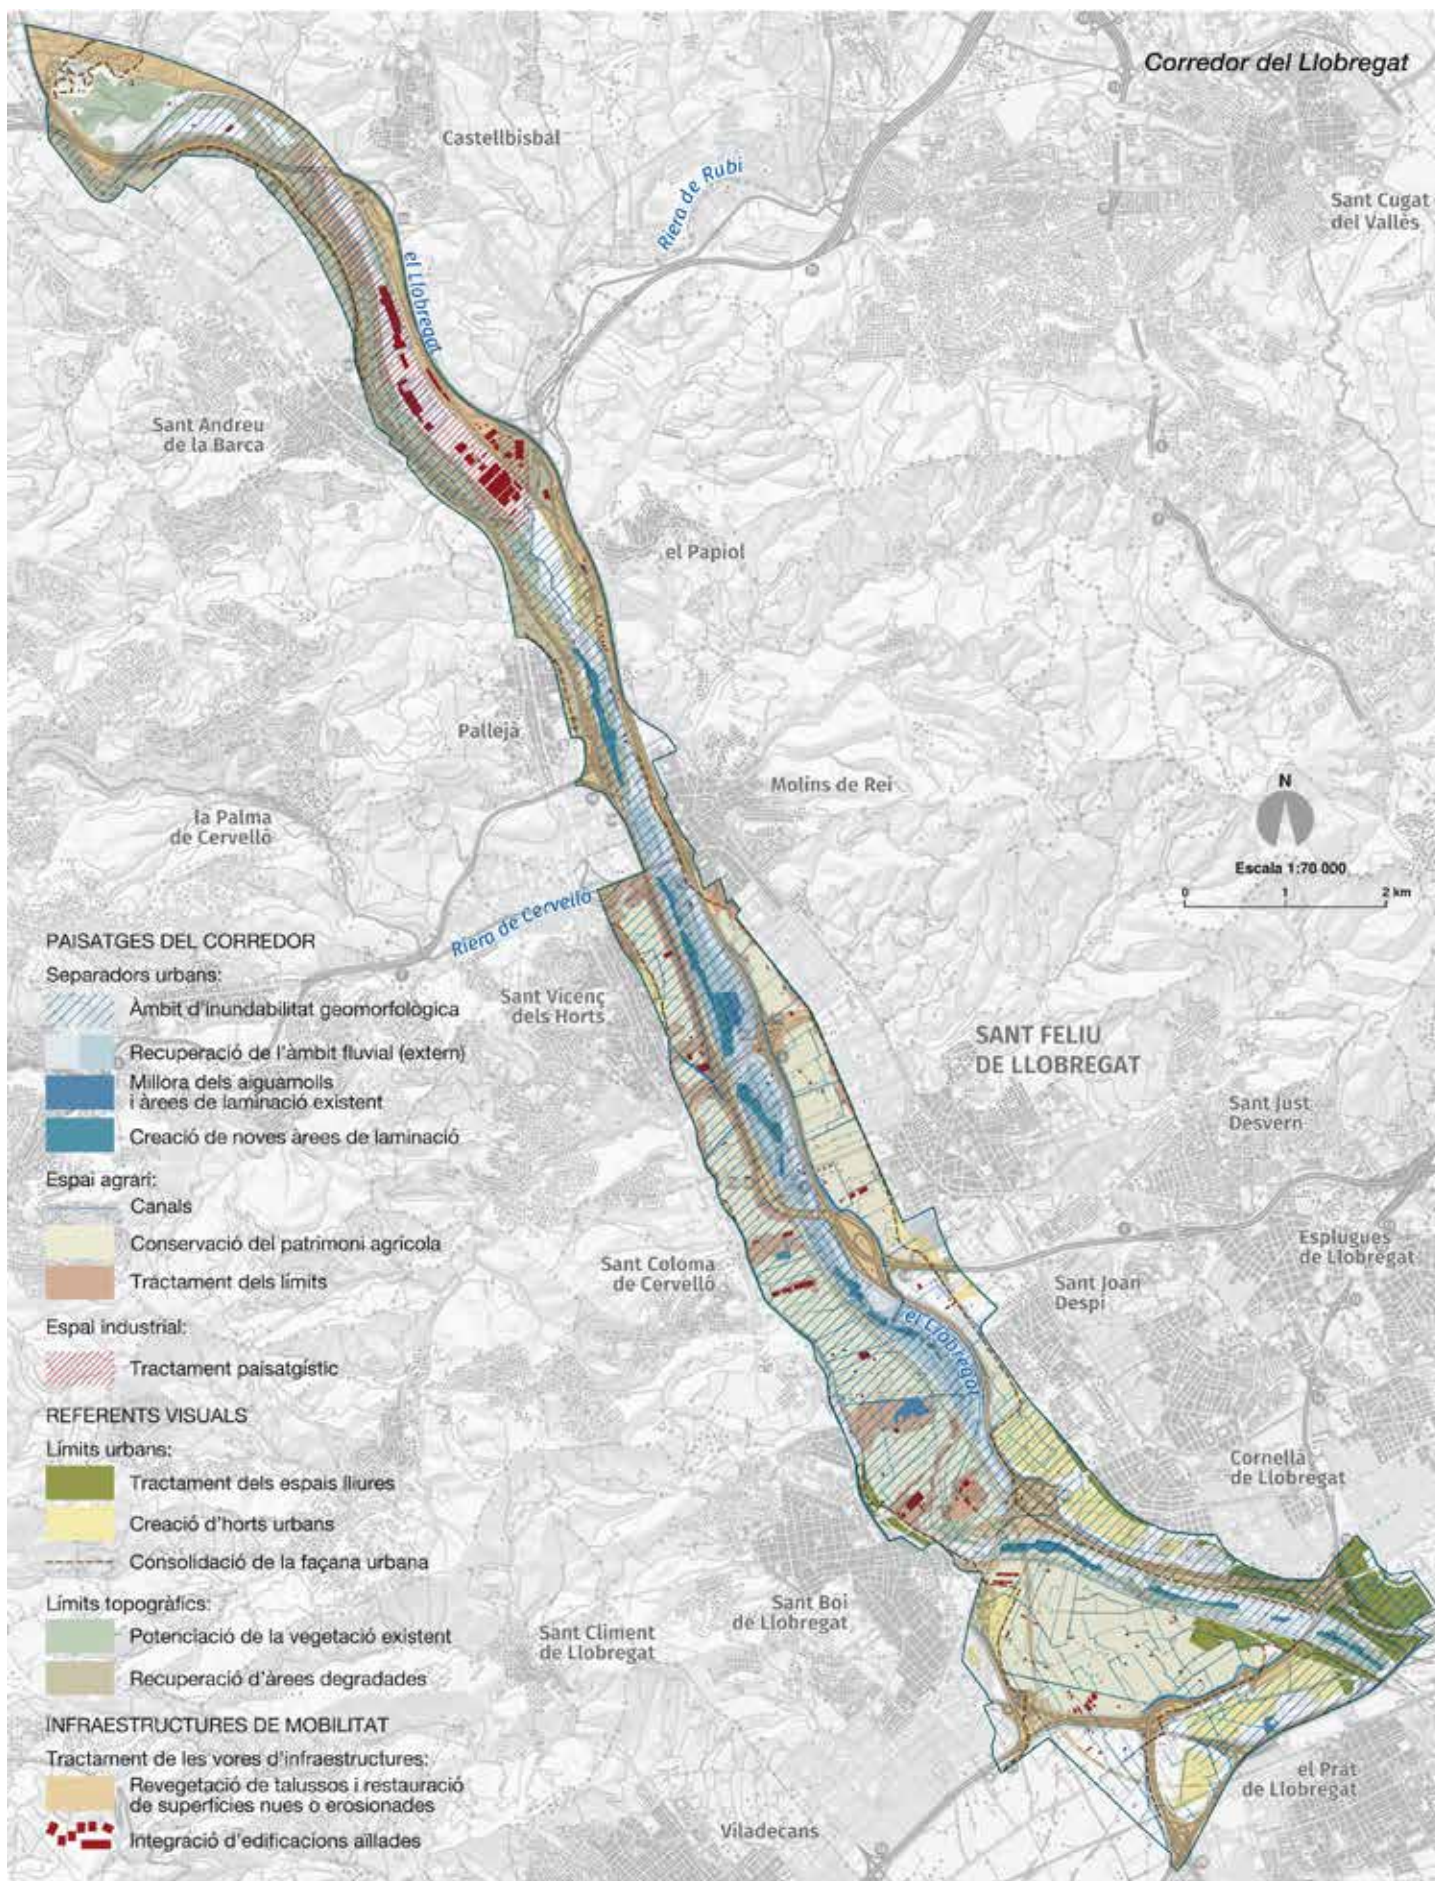 Corredor del Llobregat
Castellbisbal
Riera de Rubí
Sant Cugat
del Vallès
el Llobregat
Sant Andreu
de la Barca
el Papiol
Pallejà
Molins de Rei
la Palma
de Cervelló
N
Escala 1:70 000
0 1 2 km
Riera de Cervelló
Sant Vicenç
dels Horts
SANT FELIU
DE LLOBREGAT
Sant Just
Desvern
Sant Coloma
de Cervelló
Esplugues
de Llobregat
Sant Joan
Despí
el Llobregat
Cornellà
de Llobregat
Sant Boi
de Llobregat
Sant Climent
de Llobregat
el Prat
de Llobregat
Viladecans
PAISATGES DEL CORREDOR
Separadors urbans:
Àmbit d'inundabilitat geomorfològica
Recuperació de l'àmbit fluvial (extern)
Millora dels aiguamolls
i àrees de laminació existent
Creació de noves àrees de laminació
Espai agrari:
Canals
Conservació del patrimoni agrícola
Tractament dels límits
Espai industrial:
Tractament paisatgístic
REFERENTS VISUALS
Límits urbans:
Tractament dels espais lliures
Creació d'horts urbans
Consolidació de la façana urbana
Límits topogràfics:
Potenciació de la vegetació existent
Recuperació d'àrees degradades
INFRAESTRUCTURES DE MOBILITAT
Tractament de les vores d'infraestructures:
Revegetació de talussos i restauració
de superfícies nues o erosionades
Integració d'edificacions aïllades